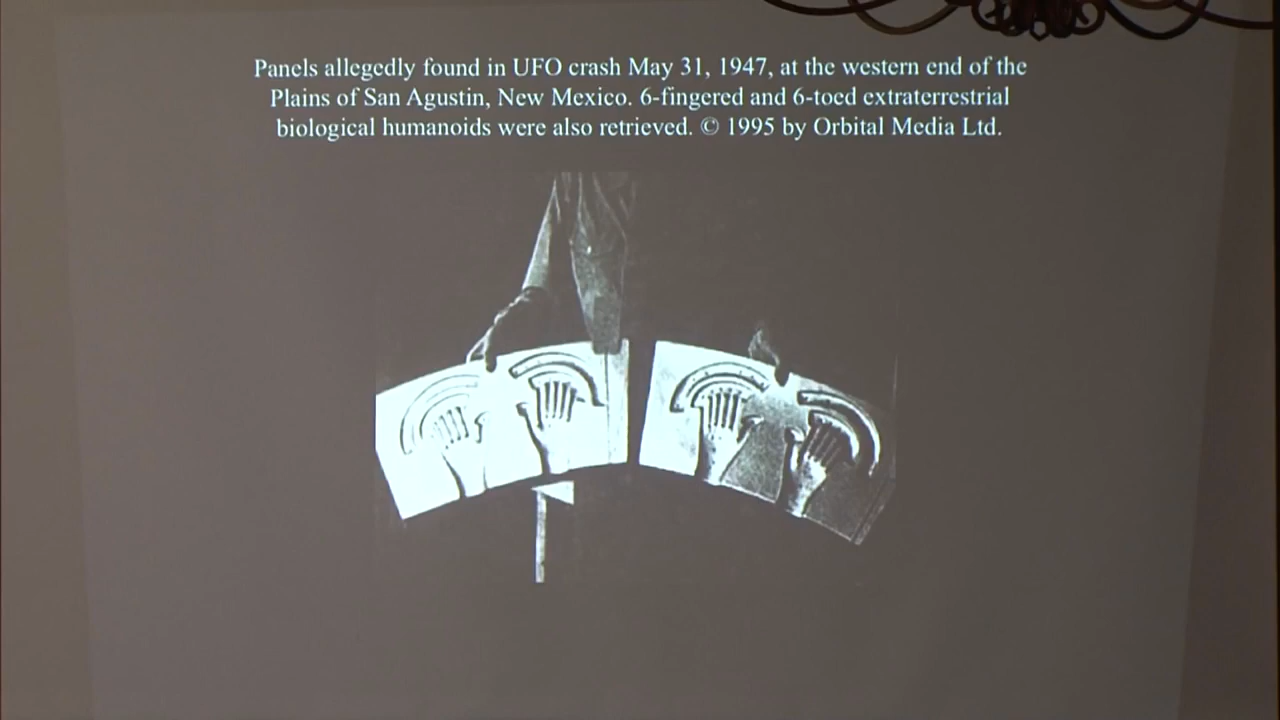 Panels allegedly found in UFO crash May 31, 1947, at the western end of the
Plains of San Agustin, New Mexico. 6-fingered and 6-toed extraterrestrial
biological humanoids were also retrieved. © 1995 by Orbital Media Ltd.